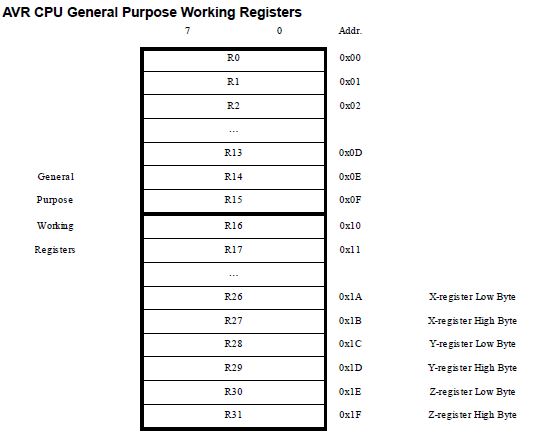 AVR CPU General Purpose Working Registers
7 0 Addr.
R0 0x00
R1 0x01
R2 0x02
...
R13 0x0D
General R14 0x0E
Purpose R15 0x0F
Working R16 0x10
Registers R17 0x11
...
R26 0x1A X-register Low Byte
R27 0x1B X-register High Byte
R28 0x1C Y-register Low Byte
R29 0x1D Y-register High Byte
R30 0x1E Z-register Low Byte
R31 0x1F Z-register High Byte